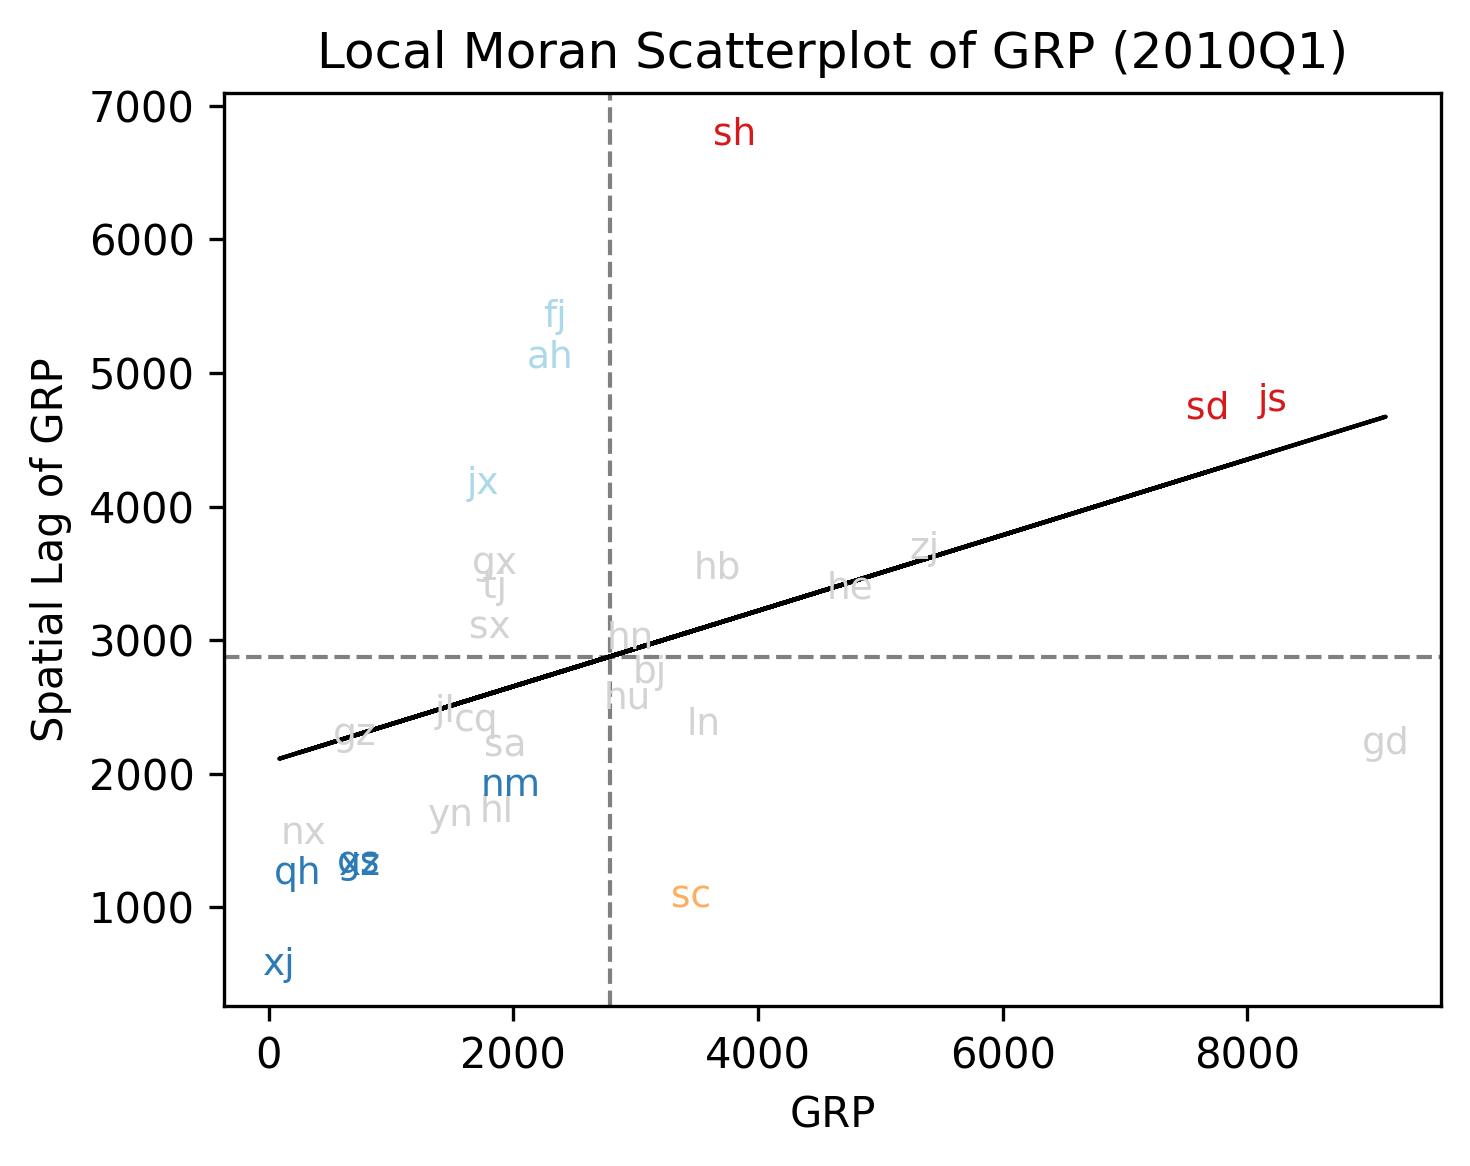 Local Moran Scatterplot of GRP (2010Q1)
7000
6000
5000
4000
3000
2000
1000
Spatial Lag of GRP
sh
fj
ah
sd js
jx
zj
gx hb
tj he
sx hn
bj
hu
jl cq ln
gz sa gd
nm
yn hl
nx
gs
qh
sc
xj
0 2000 4000 6000 8000
GRP